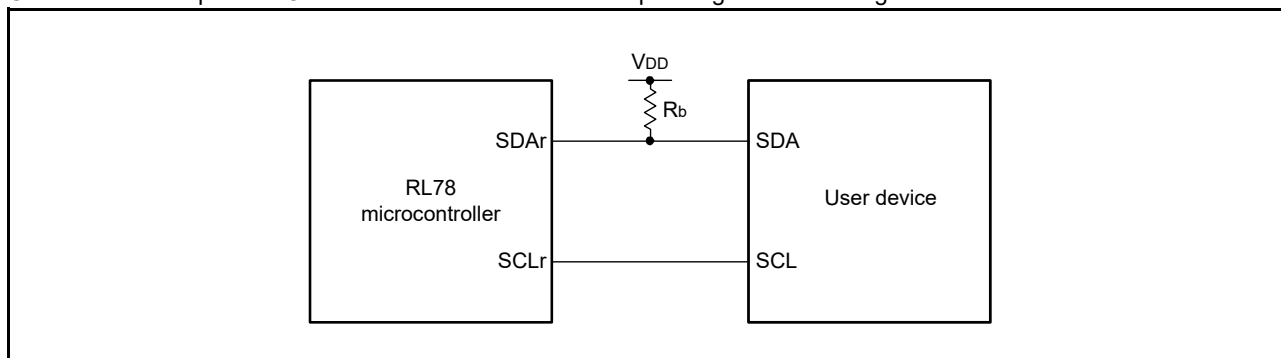 VDD
Rb
SDAr
SDA
RL78
microcontroller
User device
SCLr
SCL